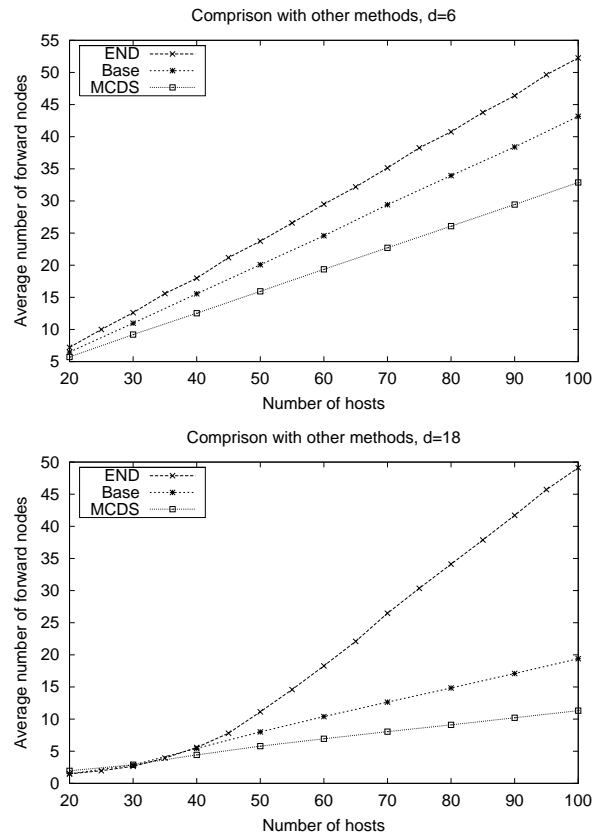 Comprison with other methods, d=6
Average number of forward nodes
55
50
45
40
35
30
25
20
15
10
5
END
Base
MCDS
20 30 40 50 60 70 80 90 100
Number of hosts
Comprison with other methods, d=18
Average number of forward nodes
50
45
40
35
30
25
20
15
10
5
0
END
Base
MCDS
20 30 40 50 60 70 80 90 100
Number of hosts